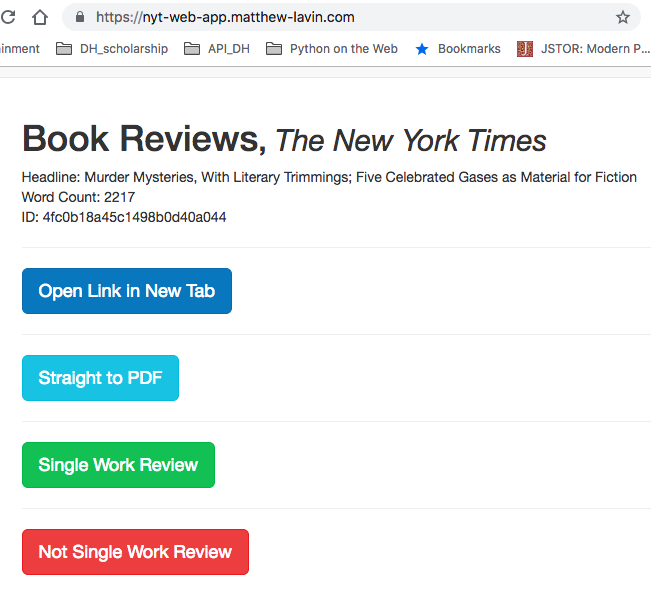 https://nyt-web-app.matthew-lavin.com
ainment DH_scholarship API_DH Python on the Web Bookmarks JSTOR: Modern P...
Book Reviews, The New York Times
Headline: Murder Mysteries, With Literary Trimmings; Five Celebrated Gases as Material for Fiction
Word Count: 2217
ID: 4fc0b18a45c1498b0d40a044
Open Link in New Tab
Straight to PDF
Single Work Review
Not Single Work Review